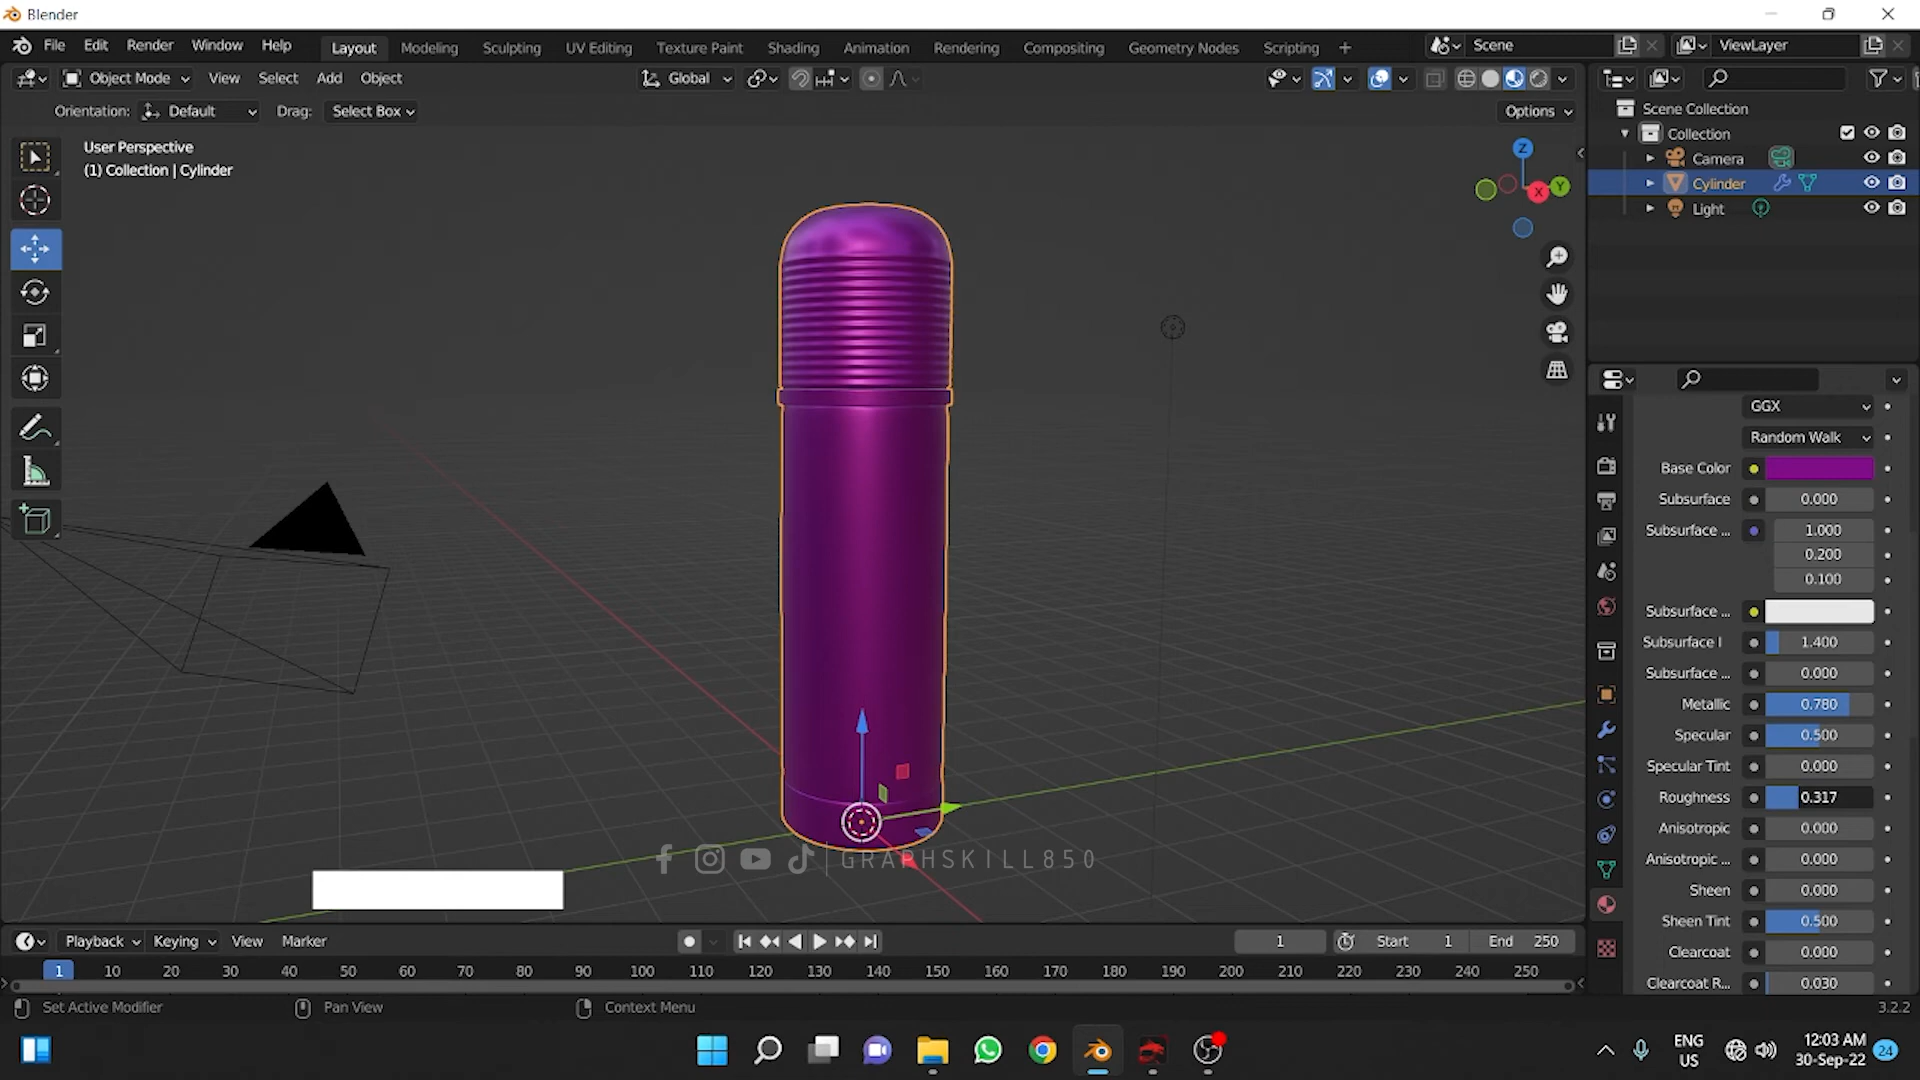 Blender
File Edit Render Window Help Layout Modeling Sculpting UV Editing Texture Paint Shading Animation Rendering Compositing Geometry Nodes Scripting + Scene ViewLayer
Object Mode View Select Add Object Global
Orientation: Default Drag: Select Box Options
User Perspective
(1) Collection | Cylinder
Z
X
Y
Scene Collection
Collection
Camera
Cylinder
Light
GGX
Random Walk
Base Color
Subsurface 0.000
Subsurface ... 1.000
0.200
0.100
Subsurface ...
Subsurface I 1.400
Subsurface ... 0.000
Metallic 0.780
Specular 0.500
Specular Tint 0.000
Roughness 0.317
Anisotropic 0.000
Anisotropic ... 0.000
Sheen 0.000
Sheen Tint 0.500
Clearcoat 0.000
Clearcoat R... 0.030
GRAPHSKILL850
Playback Keying View Marker 1 Start 1 End 250
1 10 20 30 40 50 60 70 80 90 100 110 120 130 140 150 160 170 180 190 200 210 220 230 240 250
Set Active Modifier Pan View Context Menu 3.2.2
ENG
US
12:03 AM
30-Sep-22
24